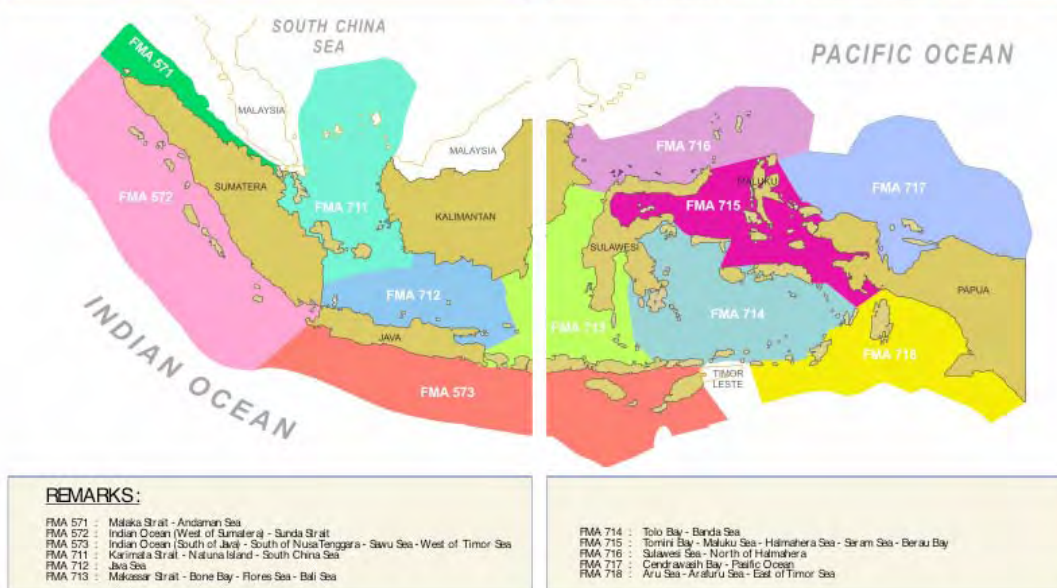 SOUTH CHINA
SEA
PACIFIC OCEAN
FMA 571
MALAYSIA
MALAYSIA
FMA 716
MALUKU
FMA 717
FMA 572
SUMATERA
FMA 711
KALIMANTAN
FMA 715
SULAWESI
PAPUA
FMA 712
FMA 713
FMA 714
JAVA
FMA 718
TIMOR
LESTE
INDIAN OCEAN
FMA 573
REMARKS:
FMA 571 : Malaka Strait - Andaman Sea
FMA 572 : Indian Ocean (West of Sumatera) - Sunda Strait
FMA 573 : Indian Ocean (South of Java) - South of Nusa Tenggara - Sawu Sea - West of Timor Sea
FMA 711 : Karimata Strait - Natuna Island - South China Sea
FMA 712 : Java Sea
FMA 713 : Makassar Strait - Bone Bay - Flores Sea - Bali Sea
FMA 714 : Tolo Bay - Banda Sea
FMA 715 : Tomini Bay - Maluku Sea - Halmahera Sea - Seram Sea - Berau Bay
FMA 716 : Sulawesi Sea - North of Halmahera
FMA 717 : Cendrawasih Bay - Pacific Ocean
FMA 718 : Aru Sea - Arafuru Sea - East of Timor Sea